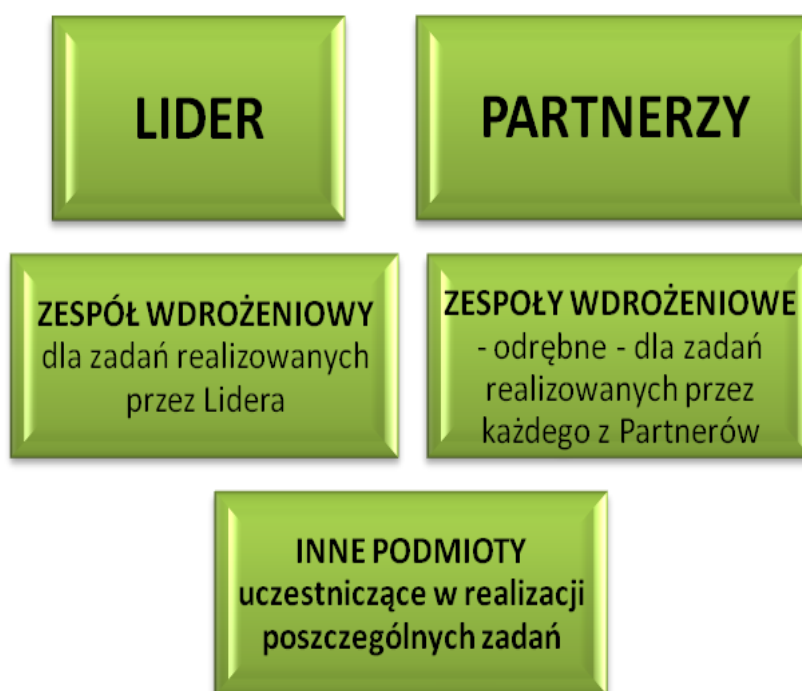 LIDER
PARTNERZY
ZESPÓŁ WDROŻENIOWY
dla zadań realizowanych
przez Lidera
ZESPOŁY WDROŻENIOWE
- odrębne - dla zadań
realizowanych przez
każdego z Partnerów
INNE PODMIOTY
uczestniczące w realizacji
poszczególnych zadań